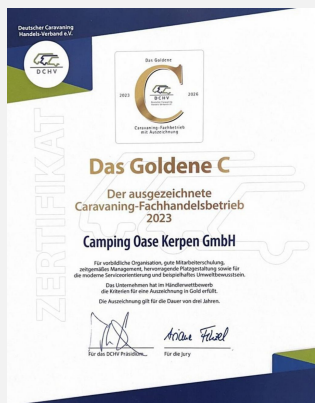 Deutscher Caravaning
Handels-Verband e.V.
DCHV
Das Goldene
2023 2026
C
DCHV
Caravaning-Fachbetrieb
mit Auszeichnung
ZERTIFIKAT
Das Goldene C
Der ausgezeichnete
Caravaning-Fachhandelsbetrieb
2023
Camping Oase Kerpen GmbH
Für vorbildliche Organisation, gute Mitarbeiterschulung,
zeitgemäßes Management, hervorragende Platzgestaltung sowie für
die moderne Serviceorientierung und beispielhaftes Umweltbewusstsein.
Das Unternehmen hat im Händlerwettbewerb
die Kriterien für eine Auszeichnung in Gold erfüllt.
Die Auszeichnung gilt für die Dauer von drei Jahren.
Für das DCHV Präsidium
Für die Jury